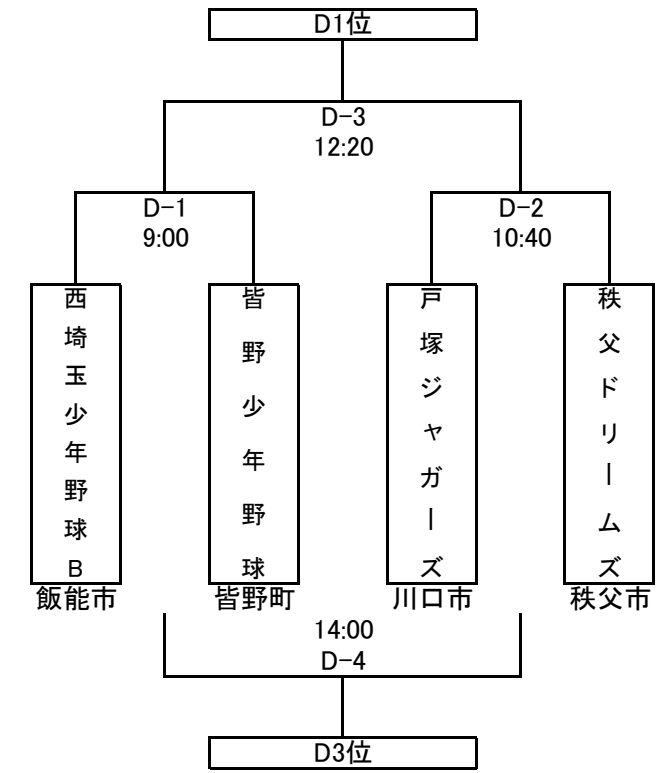 D1位
D-3
12:20
D-1
9:00
D-2
10:40
西埼玉少年野球B
皆野少年野球
戸塚ジャガーズ
秩父ドリームズ
飯能市
皆野町
川口市
秩父市
14:00
D-4
D3位